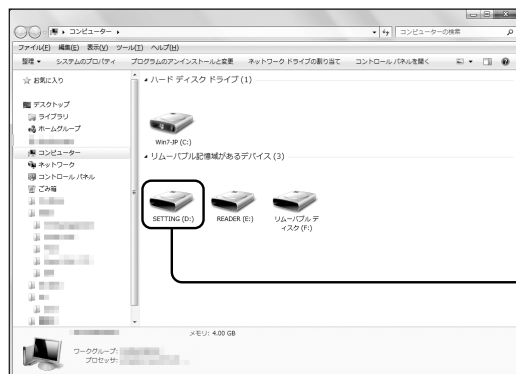 コンピューター
コンピューターの検索
ファイル(F) 編集(E) 表示(V) ツール(T) ヘルプ(H)
整理 システムのプロパティ プログラムのアンインストールと変更 ネットワーク ドライブの割り当て コントロール パネルを開く
お気に入り
デスクトップ
ライブラリ
ホームグループ
コンピューター
ネットワーク
コントロール パネル
ごみ箱
ハード ディスク ドライブ (1)
Win7-JP (C:)
リムーバブル記憶域があるデバイス (3)
SETTING (D:)
READER (E:)
リムーバブル デ
ィスク (F:)
メモリ: 4.00 GB
ワークグループ:
プロセッサ: